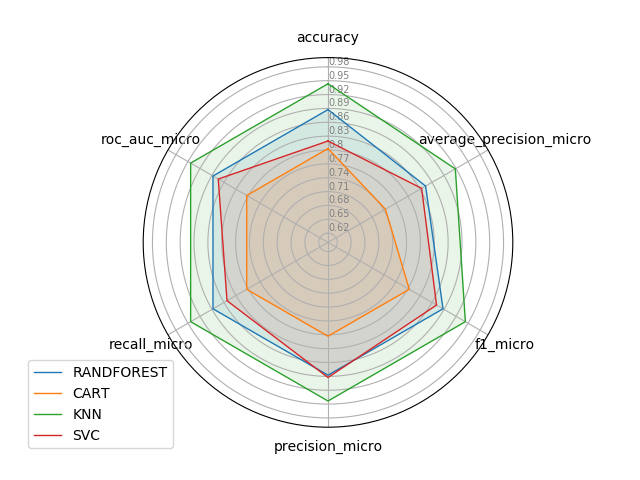 accuracy
0.98
0.95
0.92
0.89
0.86
0.83
0.8
0.77
0.74
0.71
0.68
0.65
0.62
roc_auc_micro
average_precision_micro
recall_micro
f1_micro
precision_micro
RANDFOREST
CART
KNN
SVC